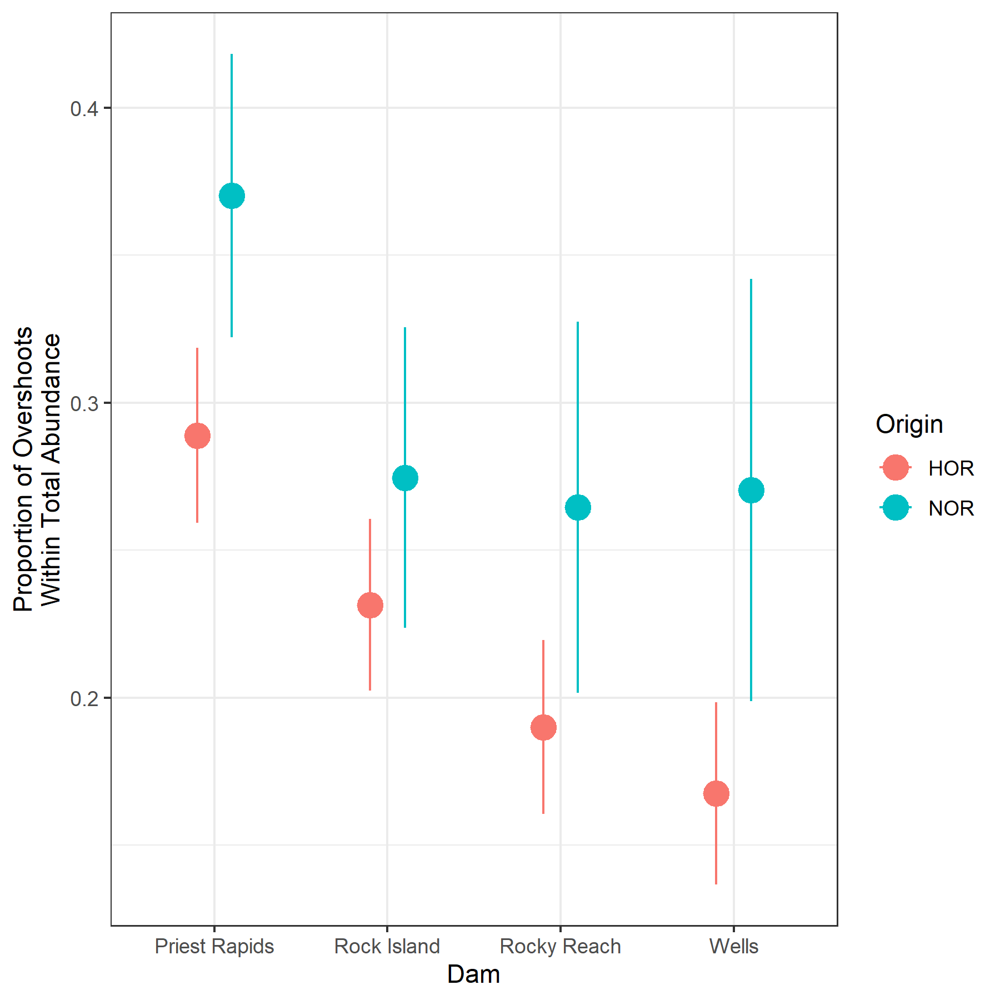 Proportion of Overshoots
Within Total Abundance
0.4
0.3
0.2
Priest Rapids
Rock Island
Rocky Reach
Wells
Dam
Origin
HOR
NOR